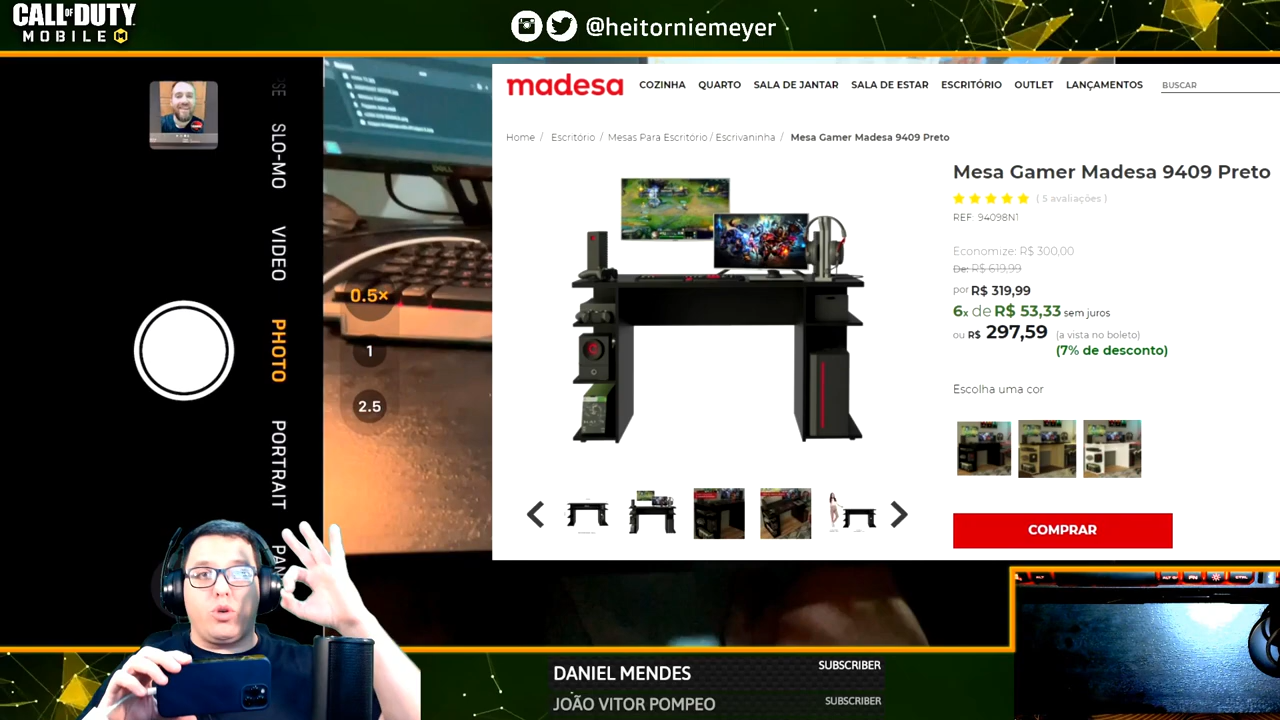 CALL OF DUTY
MOBILE
@heitorniemeyer
SLO-MO
VIDEO
PHOTO
PORTRAIT
PAN
0.5×
1
2.5
madesa
COZINHA QUARTO SALA DE JANTAR SALA DE ESTAR ESCRITÓRIO OUTLET LANÇAMENTOS BUSCAR
Home / Escritório / Mesas Para Escritório / Escrivaninha / Mesa Gamer Madesa 9409 Preto
Mesa Gamer Madesa 9409 Preto
( 5 avaliações )
REF: 94098N1
Economize: R$ 300,00
De: R$ 619,99
por R$ 319,99
6x de R$ 53,33 sem juros
ou R$ 297,59 (a vista no boleto)
(7% de desconto)
Escolha uma cor
COMPRAR
DANIEL MENDES SUBSCRIBER
JOÃO VITOR POMPEO SUBSCRIBER
ALT
FN
CTRL